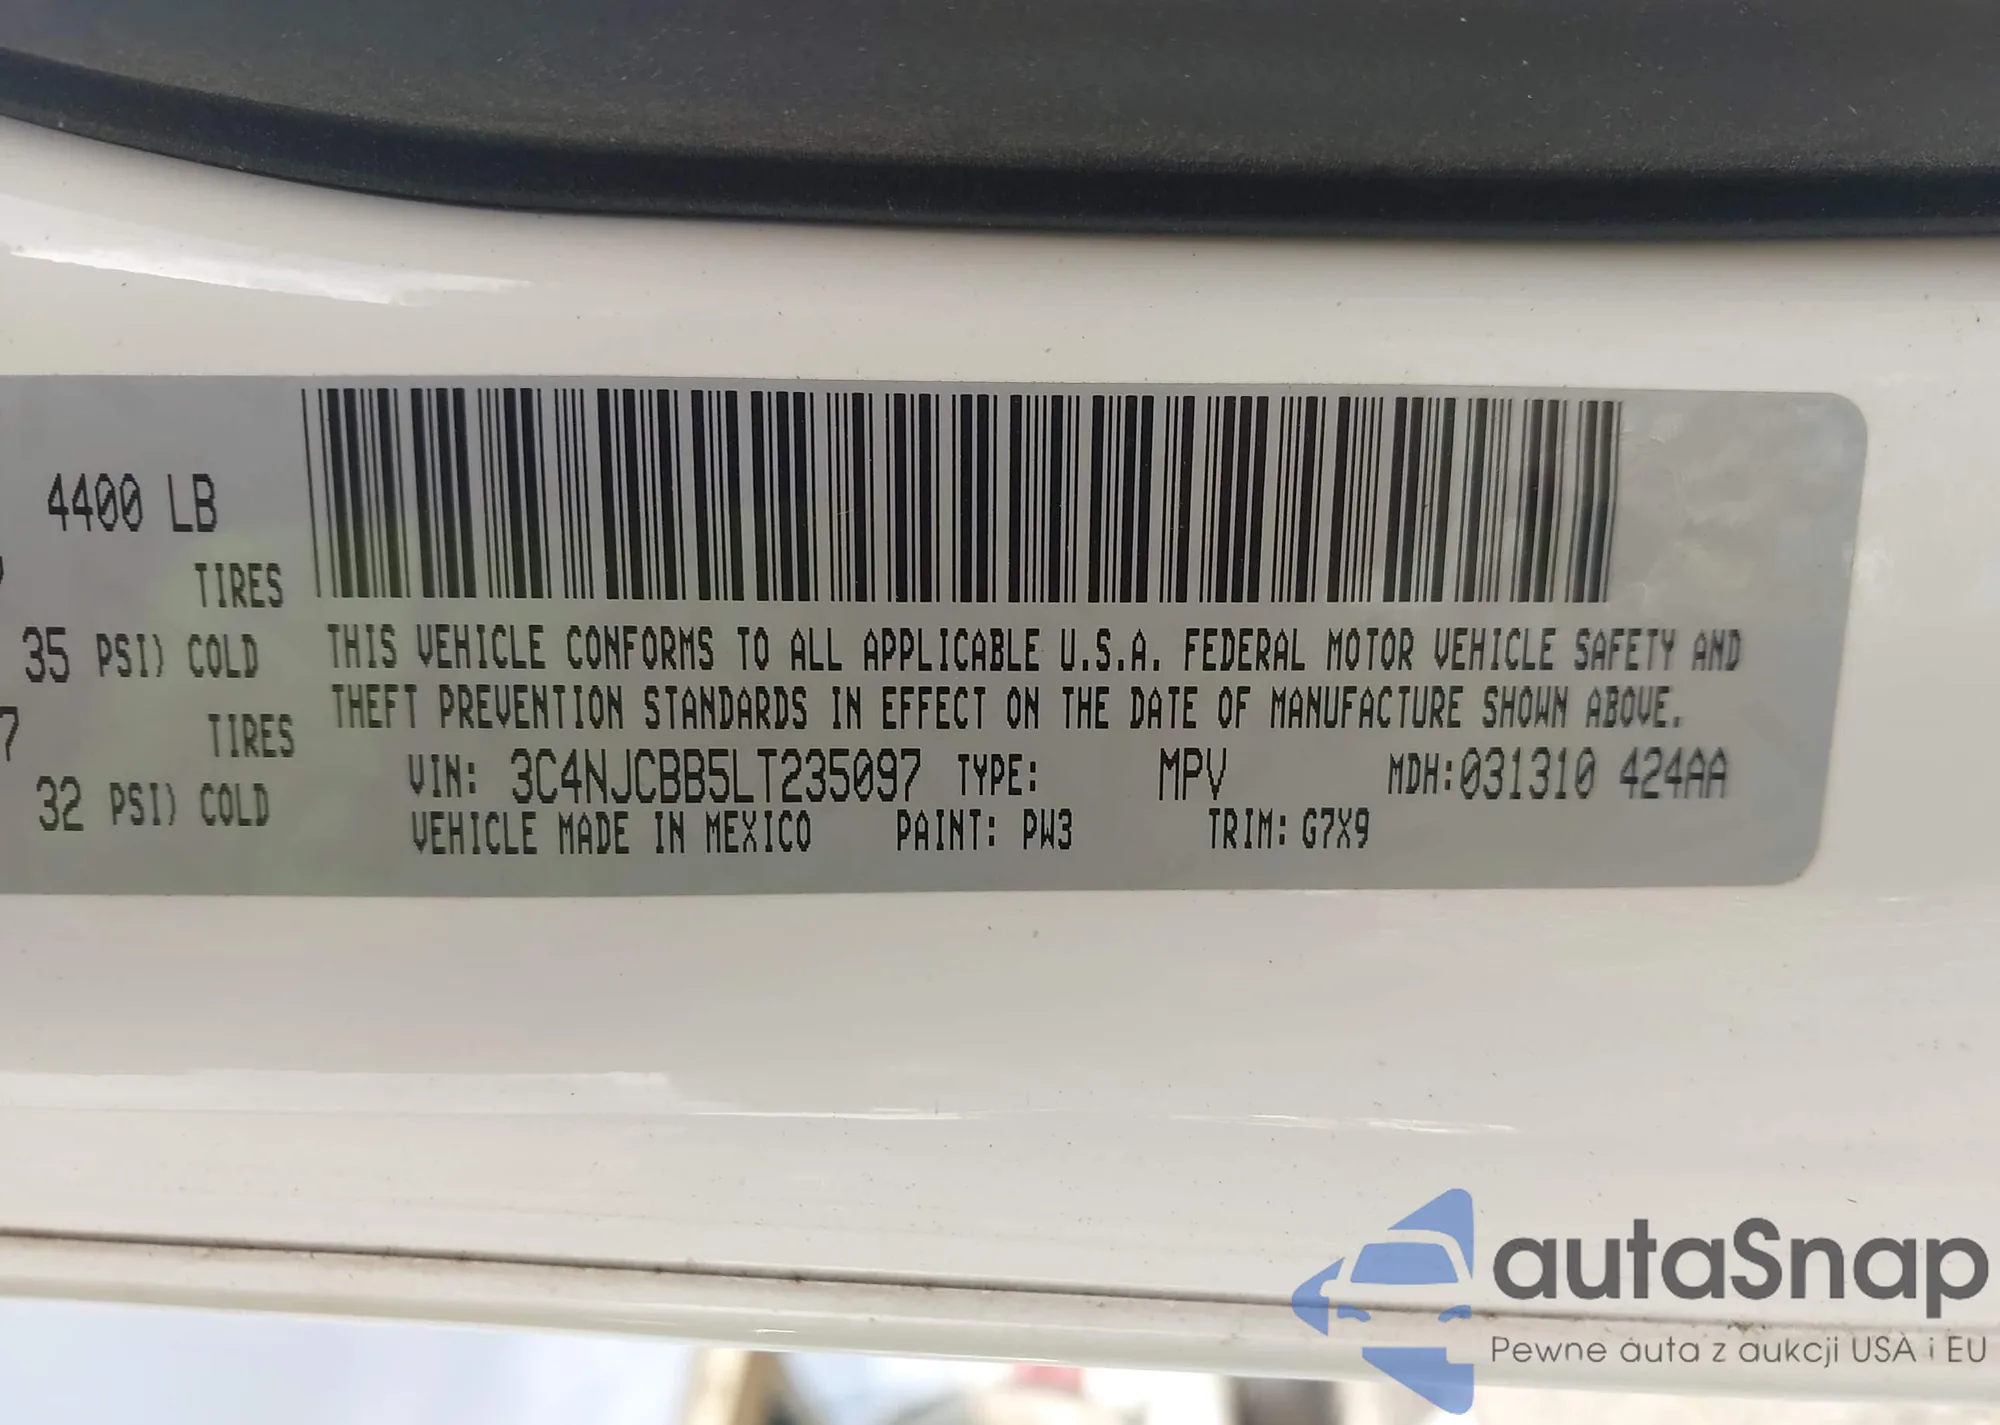 4400 LB
TIRES
35 PSI) COLD
7 TIRES
32 PSI) COLD
THIS VEHICLE CONFORMS TO ALL APPLICABLE U.S.A. FEDERAL MOTOR VEHICLE SAFETY AND
THEFT PREVENTION STANDARDS IN EFFECT ON THE DATE OF MANUFACTURE SHOWN ABOVE.
VIN: 3C4NJCBB5LT235097 TYPE: MPV MDH:031310 424AA
VEHICLE MADE IN MEXICO PAINT: PW3 TRIM: G7X9
autaSnap
Pewne auta z aukcji USA i EU